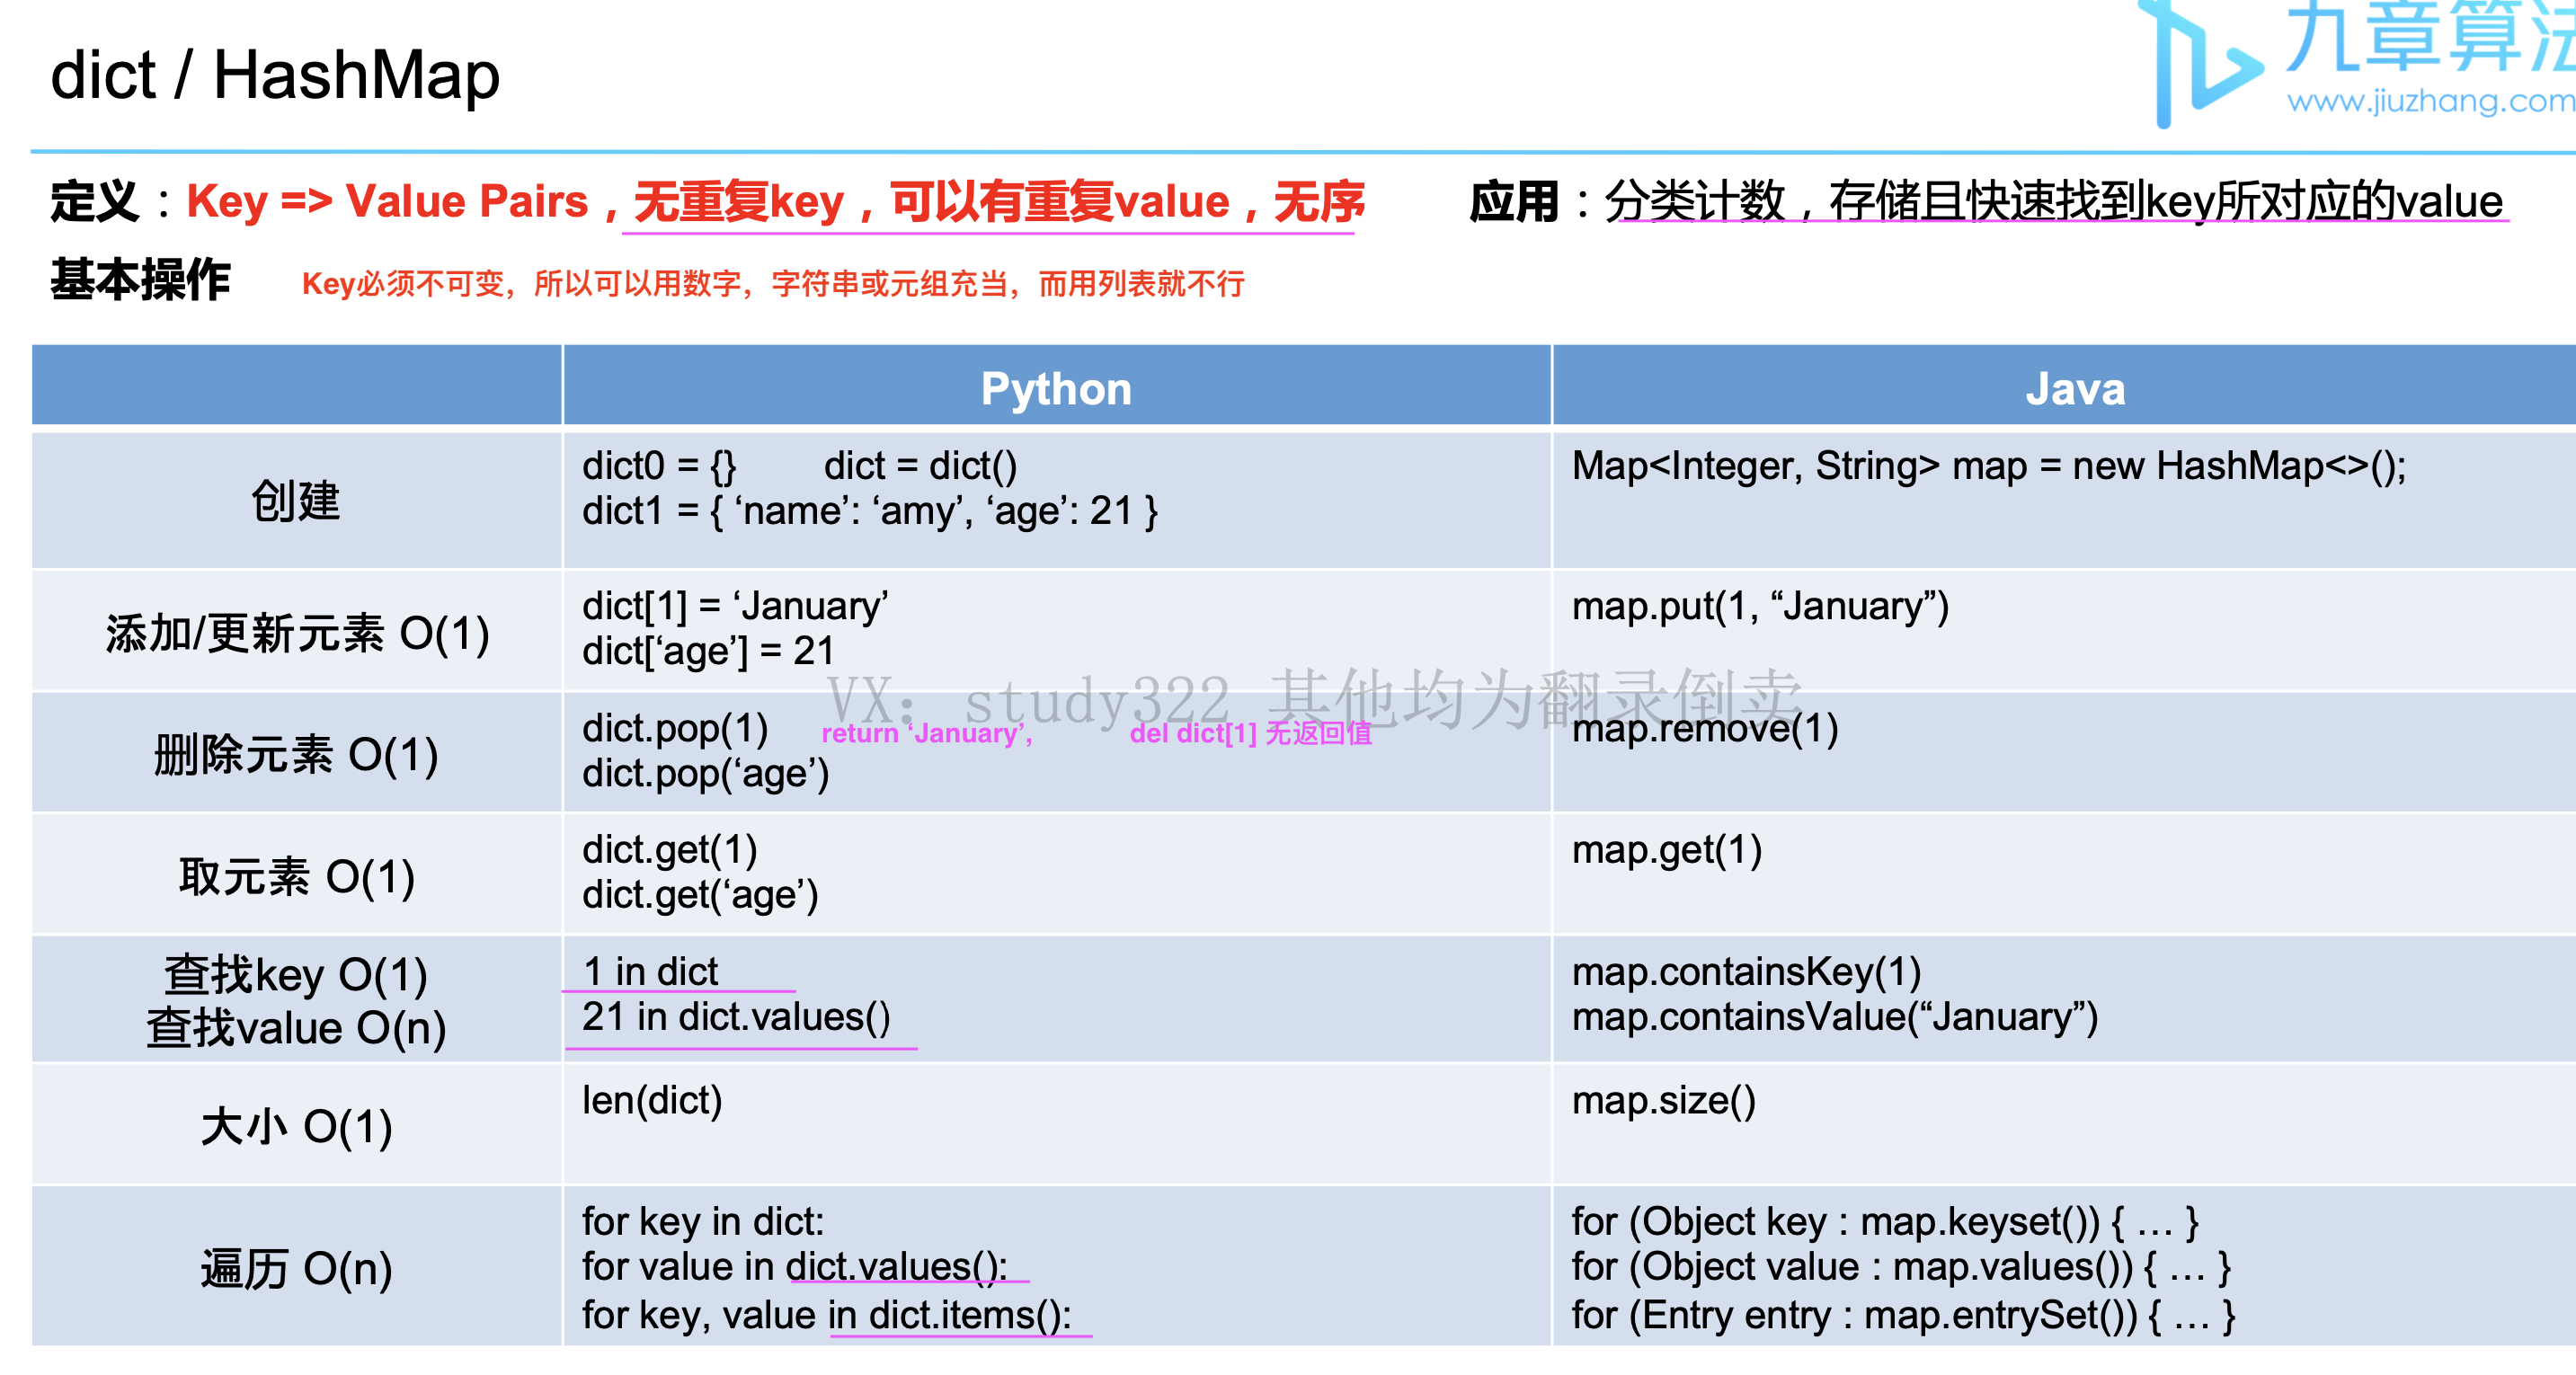 dict / HashMap
九章算法
www.jiuzhang.com
定义：Key => Value Pairs，无重复key，可以有重复value，无序
应用：分类计数，存储且快速找到key所对应的value
基本操作
Key必须不可变，所以可以用数字，字符串或元组充当，而用列表就不行
Python
Java
创建
dict0 = {} dict = dict()
dict1 = { ‘name’: ‘amy’, ‘age’: 21 }
Map<Integer, String> map = new HashMap<>();
添加/更新元素 O(1)
dict[1] = ‘January’
dict[‘age’] = 21
map.put(1, “January”)
VX：study322 其他均为翻录倒卖
删除元素 O(1)
dict.pop(1)
return ‘January’,
del dict[1] 无返回值
dict.pop(‘age’)
map.remove(1)
取元素 O(1)
dict.get(1)
dict.get(‘age’)
map.get(1)
查找key O(1)
查找value O(n)
1 in dict
21 in dict.values()
map.containsKey(1)
map.containsValue(“January”)
大小 O(1)
len(dict)
map.size()
遍历 O(n)
for key in dict:
for value in dict.values():
for key, value in dict.items():
for (Object key : map.keyset()) { … }
for (Object value : map.values()) { … }
for (Entry entry : map.entrySet()) { … }